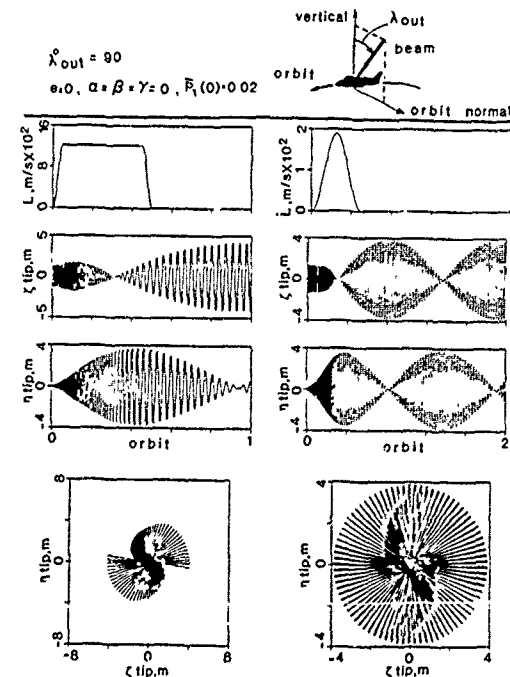 vertical
λout
beam
λ°out = 90
orbit
e=0, α = β = γ=0, P̄₁(0)=0.02
orbit normal
16
12
8
0
L̇, m/s×10²
2
1
0
L̇, m/s×10²
5
0
-5
ζ tip, m
4
0
-4
ζ tip, m
4
0
-4
η tip, m
0
orbit
1
4
0
-4
η tip, m
0
orbit
2
8
0
-8
η tip, m
-8
0
8
ζ tip, m
4
0
-4
η tip, m
-4
0
4
ζ tip, m